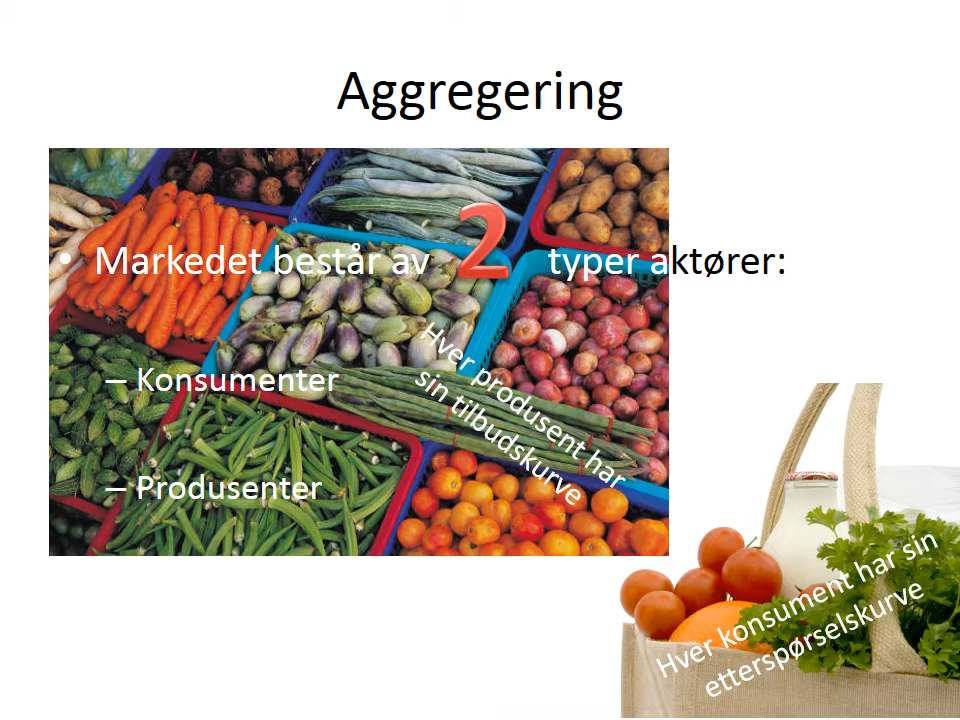 Aggregering
• Markedet består av 2 typer aktører:
– Konsumenter
– Produsenter
Hver produsent har
sin tilbudskurve
Hver konsument har sin
etterspørselskurve